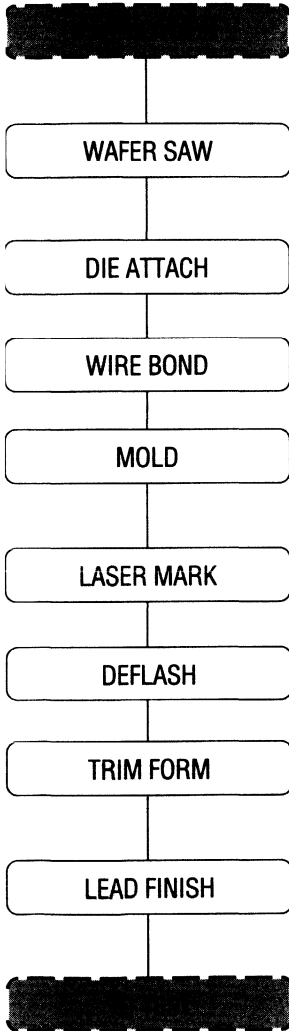 WAFER SAW
DIE ATTACH
WIRE BOND
MOLD
LASER MARK
DEFLASH
TRIM FORM
LEAD FINISH